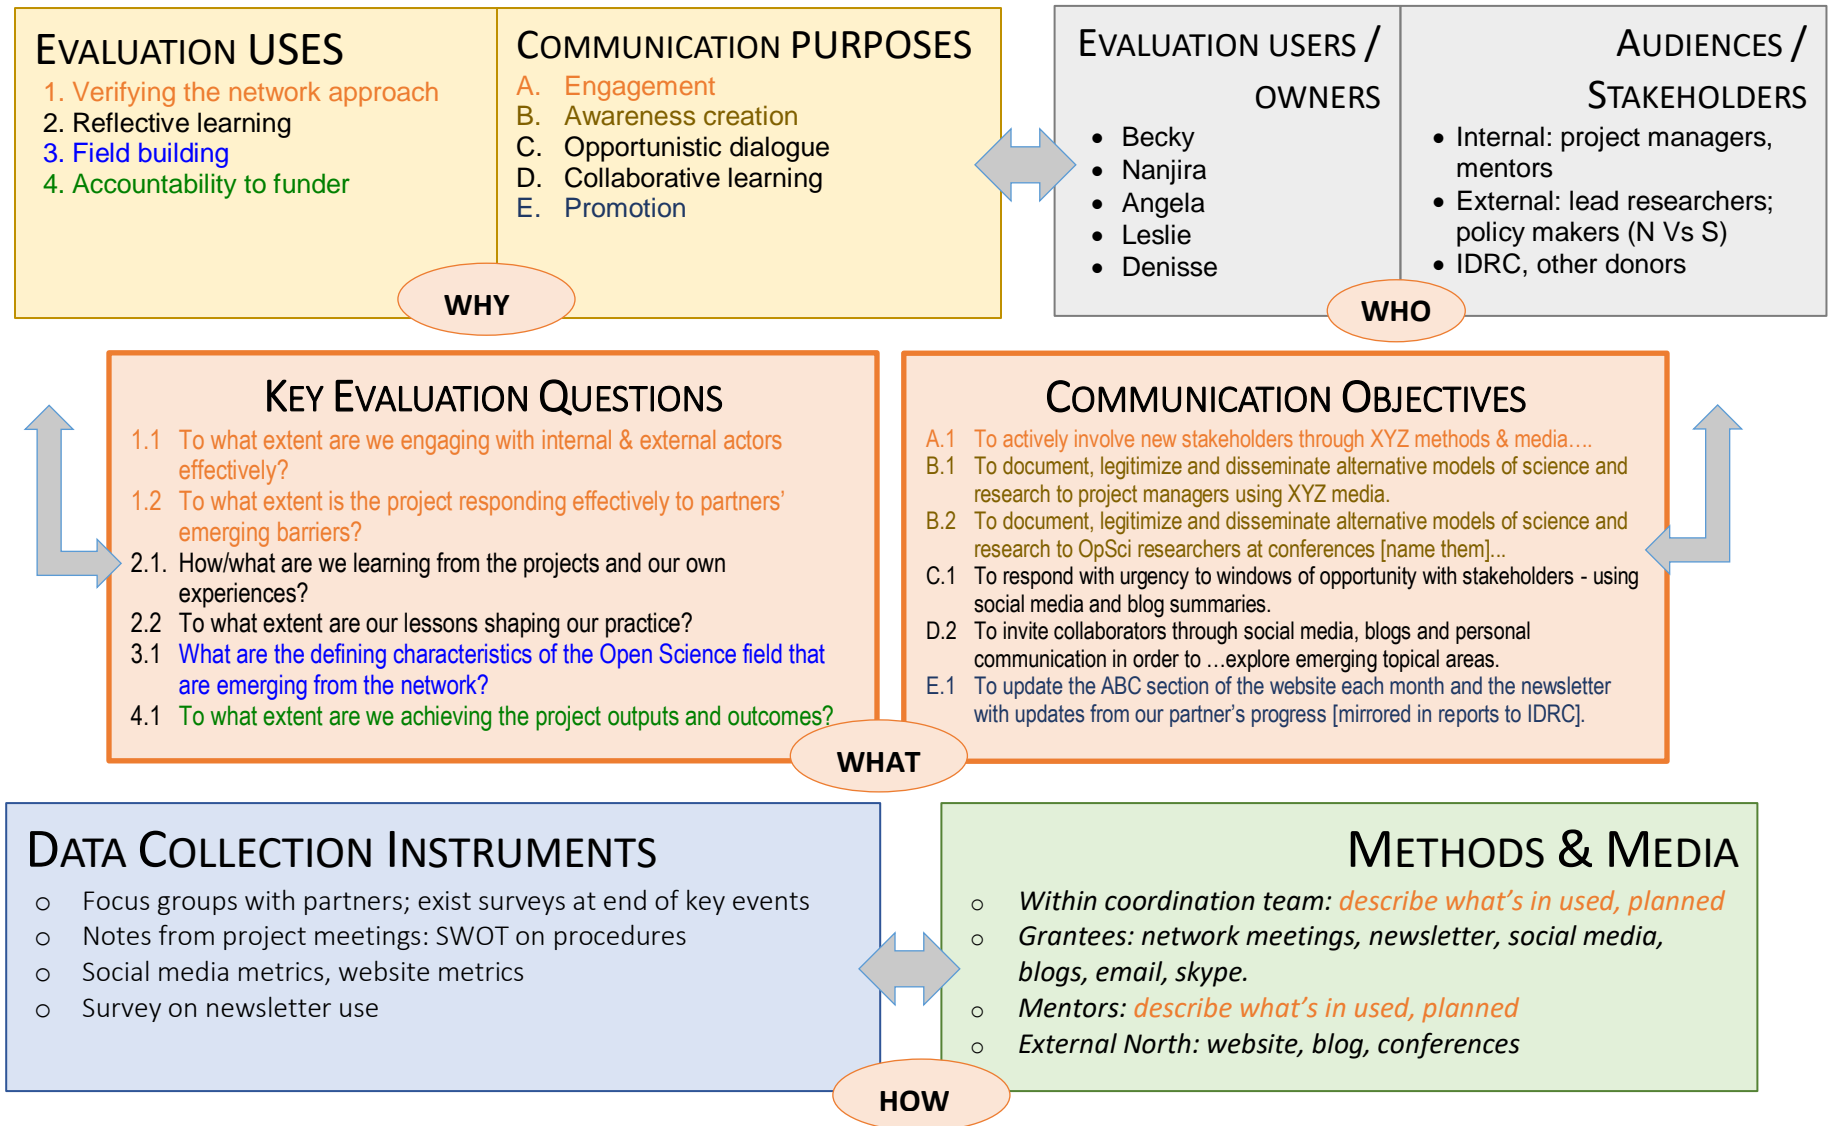 EVALUATION USES
1. Verifying the network approach
2. Reflective learning
3. Field building
4. Accountability to funder
COMMUNICATION PURPOSES
A. Engagement
B. Awareness creation
C. Opportunistic dialogue
D. Collaborative learning
E. Promotion
WHY
EVALUATION USERS /
OWNERS
• Becky
• Nanjira
• Angela
• Leslie
• Denisse
AUDIENCES /
STAKEHOLDERS
• Internal: project managers,
mentors
• External: lead researchers;
policy makers (N Vs S)
• IDRC, other donors
WHO
KEY EVALUATION QUESTIONS
1.1 To what extent are we engaging with internal & external actors
effectively?
1.2 To what extent is the project responding effectively to partners’
emerging barriers?
2.1. How/what are we learning from the projects and our own
experiences?
2.2 To what extent are our lessons shaping our practice?
3.1 What are the defining characteristics of the Open Science field that
are emerging from the network?
4.1 To what extent are we achieving the project outputs and outcomes?
COMMUNICATION OBJECTIVES
A.1 To actively involve new stakeholders through XYZ methods & media….
B.1 To document, legitimize and disseminate alternative models of science and
research to project managers using XYZ media.
B.2 To document, legitimize and disseminate alternative models of science and
research to OpSci researchers at conferences [name them]...
C.1 To respond with urgency to windows of opportunity with stakeholders - using
social media and blog summaries.
D.2 To invite collaborators through social media, blogs and personal
communication in order to …explore emerging topical areas.
E.1 To update the ABC section of the website each month and the newsletter
with updates from our partner’s progress [mirrored in reports to IDRC].
WHAT
DATA COLLECTION INSTRUMENTS
o Focus groups with partners; exist surveys at end of key events
o Notes from project meetings: SWOT on procedures
o Social media metrics, website metrics
o Survey on newsletter use
METHODS & MEDIA
o Within coordination team: describe what’s in used, planned
o Grantees: network meetings, newsletter, social media,
blogs, email, skype.
o Mentors: describe what’s in used, planned
o External North: website, blog, conferences
HOW